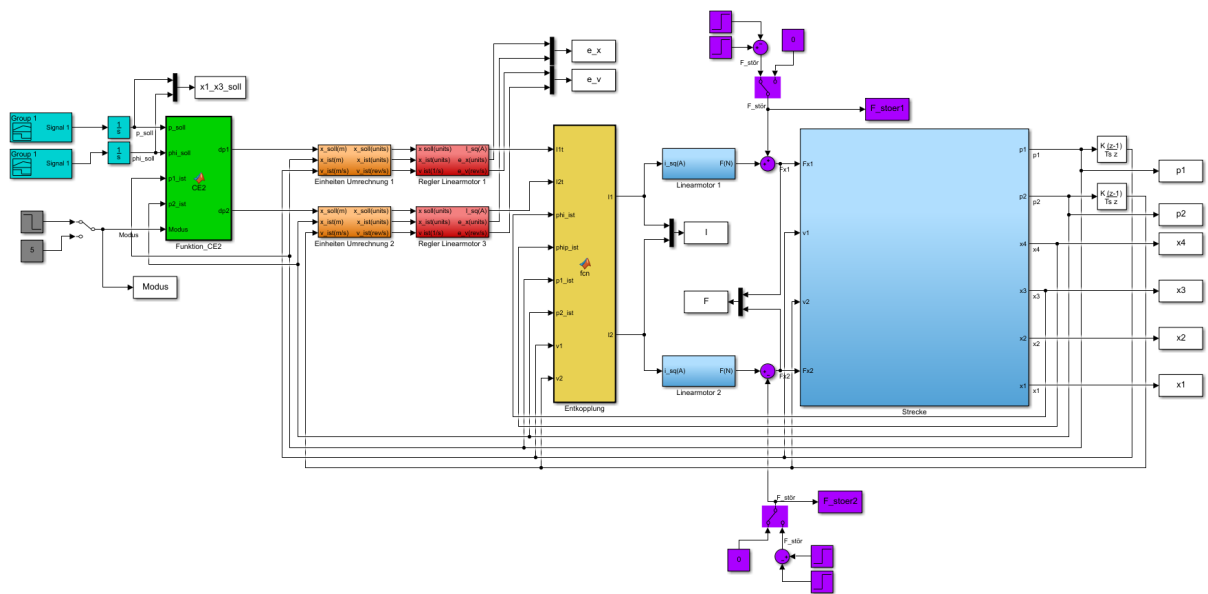 F_stör
0
F_stör
F_stoer1
e_x
e_v
x1_x3_soll
Group 1
Signal 1
1
s
p_soll
Group 1
Signal 1
1
s
phi_soll
p_soll
phi_soll
p1_ist
p2_ist
Modus
dp1
dp2
CE2
Funktion_CE2
5
Modus
Modus
x_soll(m)
x_ist(m)
v_ist(m/s)
x_soll(units)
x_ist(units)
v_ist(rev/s)
Einheiten Umrechnung 1
x soll(units)
x_ist(units)
v_ist(1/s)
I_sq(A)
e_x(units)
e_v(rev/s)
Regler Linearmotor 1
x_soll(m)
x_ist(m)
v_ist(m/s)
x_soll(units)
x_ist(units)
v_ist(rev/s)
Einheiten Umrechnung 2
x soll(units)
x_ist(units)
v_ist(1/s)
I_sq(A)
e_x(units)
e_v(rev/s)
Regler Linearmotor 3
I1t
I2t
phi_ist
phip_ist
p1_ist
p2_ist
v1
v2
I1
I2
fcn
Entkopplung
i_sq(A)
F(N)
Linearmotor 1
I
F
i_sq(A)
F(N)
Linearmotor 2
Fx1
Fx2
Fx1
v1
v2
Fx2
p1
p2
x4
x3
x2
x1
Strecke
p1
p2
x4
x3
x2
x1
K (z-1)
Ts z
K (z-1)
Ts z
p1
p2
x4
x3
x2
x1
F_stör
F_stoer2
0
F_stör